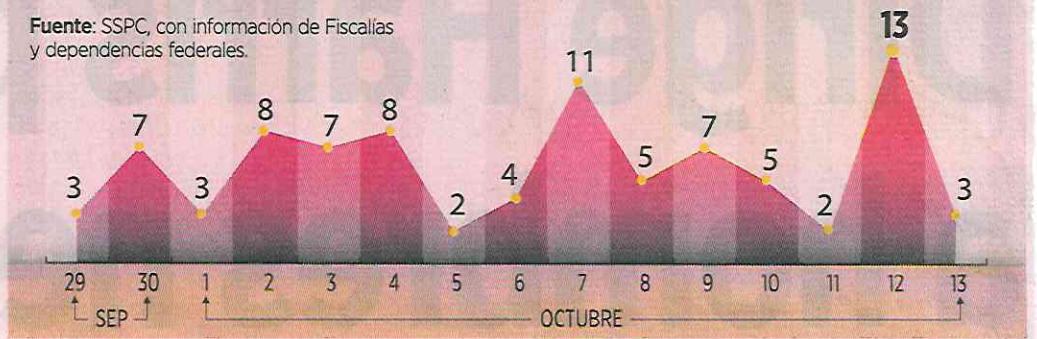 Fuente: SSPC, con información de Fiscalías
y dependencias federales.
3 7 3 8 7 8 2 4 11 5 7 5 2 13 3
29 30 1 2 3 4 5 6 7 8 9 10 11 12 13
SEP OCTUBRE